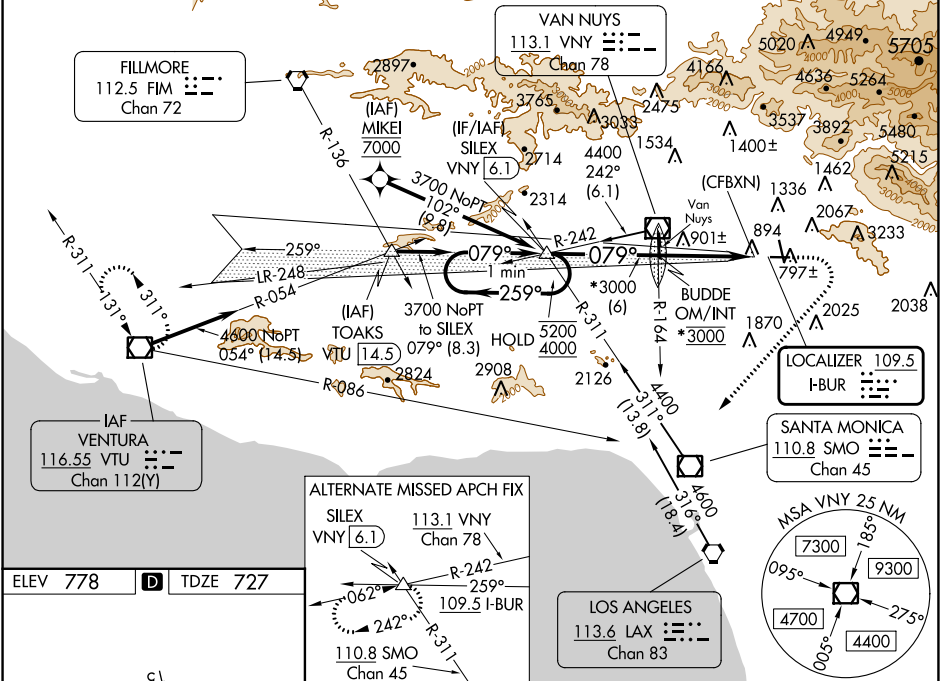 VAN NUYS
113.1 VNY
Chan 78
FILLMORE
112.5 FIM
Chan 72
2897
3765
3033
2475
4166
5020
4949
5705
4636
5264
3537
3892
5480
5215
2000
4000
5000
2000
2000
R-136
(IAF)
MIKEI
7000
(IF/IAF)
SILEX
VNY 6.1
2714
2314
4400
242°
(6.1)
1534
1400±
1462
(CFBXN)
1336
2067
3233
3700 NoPT
102°
(9.8)
R-242
Van
Nuys
901±
894
797±
259°
LR-248
R-054
079°
1 min
259°
079°
*3000
(6)
R-311
131°
311°
4600 NoPT
054° (14.5)
(IAF)
TOAKS
VTU 14.5
3700 NoPT
to SILEX
079° (8.3)
HOLD
5200
4000
R-311
R-164
BUDDE
OM/INT
*3000
1870
2025
2038
2824
2908
2126
R-086
4400
311°
(13.8)
LOCALIZER 109.5
I-BUR
IAF
VENTURA
116.55 VTU
Chan 112(Y)
SANTA MONICA
110.8 SMO
Chan 45
4600
316°
(18.4)
LOS ANGELES
113.6 LAX
Chan 83
ALTERNATE MISSED APCH FIX
SILEX
VNY 6.1
113.1 VNY
Chan 78
R-242
259°
109.5 I-BUR
062°
242°
R-311
110.8 SMO
Chan 45
MSA VNY 25 NM
7300
185°
095°
9300
4700
275°
005°
4400
ELEV 778
D
TDZE 727